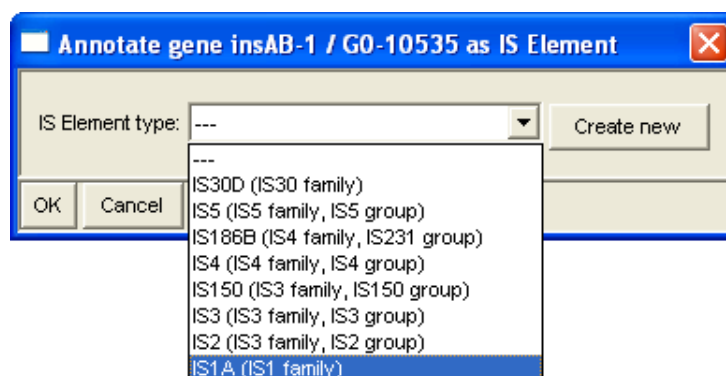 Annotate gene insAB-1 / G0-10535 as IS Element
IS Element type: --- Create new
---
IS30D (IS30 family)
IS5 (IS5 family, IS5 group)
OK Cancel
IS186B (IS4 family, IS231 group)
IS4 (IS4 family, IS4 group)
IS150 (IS3 family, IS150 group)
IS3 (IS3 family, IS3 group)
IS2 (IS3 family, IS2 group)
IS1A (IS1 family)